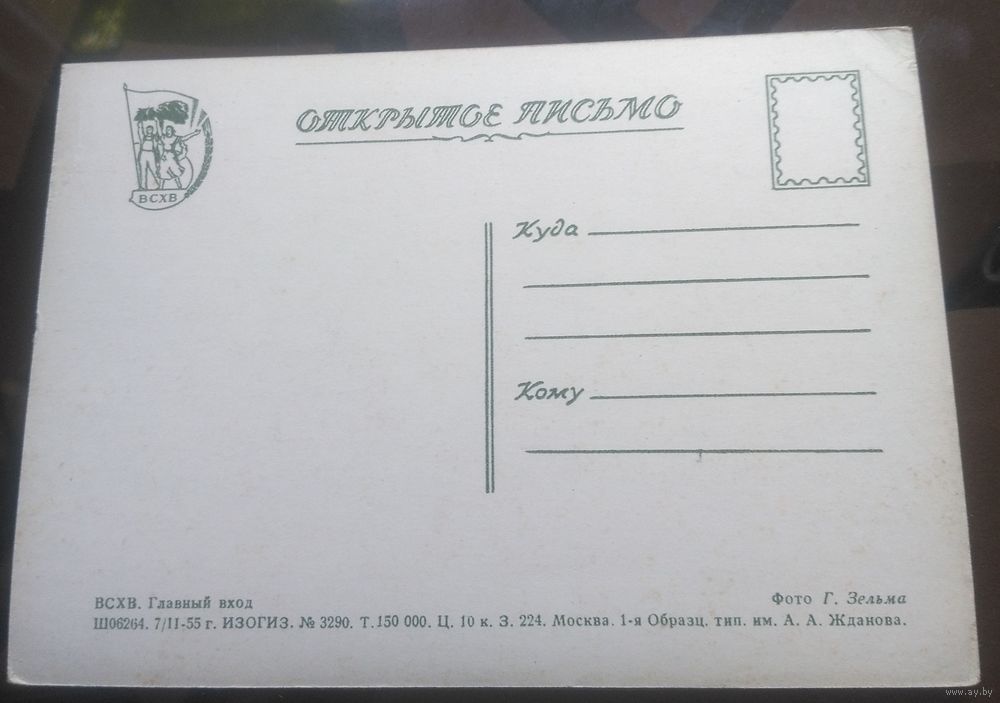 ОТКРЫТОЕ ПИСЬМО
ВСХВ
Куда
Кому
ВСХВ. Главный вход
Фото Г. Зельма
Ш06264. 7/II-55 г. ИЗОГИЗ. № 3290. Т. 150 000. Ц. 10 к. З. 224. Москва. 1-я Образц. тип. им. А. А. Жданова.
www.ay.by